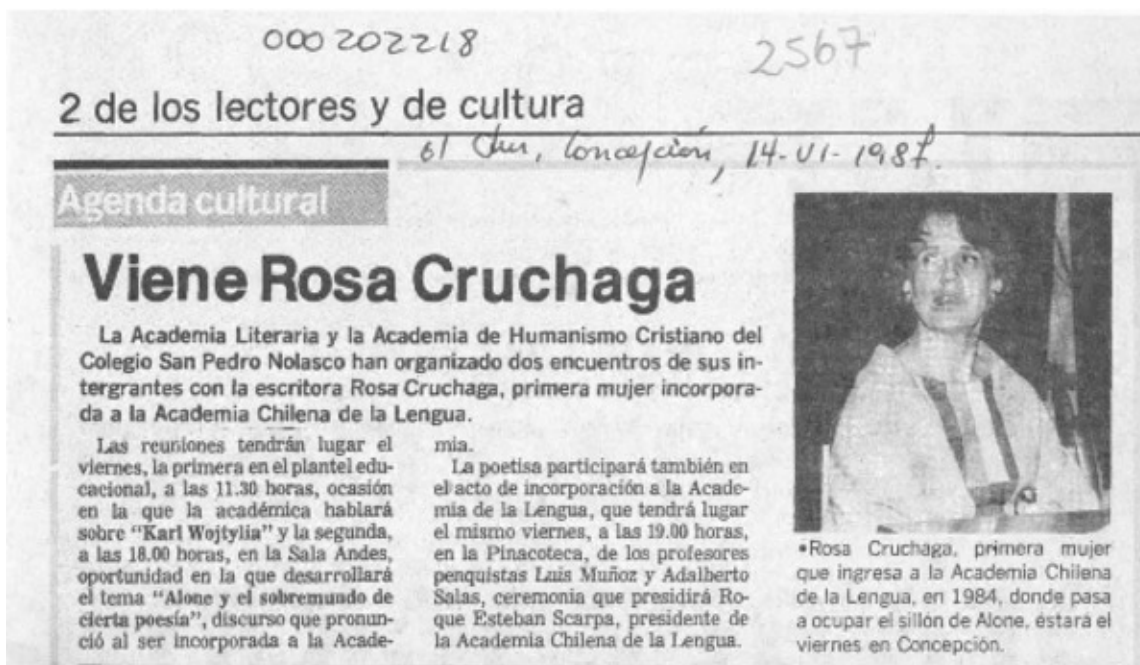 000202218
2567
2 de los lectores y de cultura
El Sur, Concepción, 14-VI-1987.
Agenda cultural
Viene Rosa Cruchaga
La Academia Literaria y la Academia de Humanismo Cristiano del
Colegio San Pedro Nolasco han organizado dos encuentros de sus in-
tergrantes con la escritora Rosa Cruchaga, primera mujer incorpora-
da a la Academia Chilena de la Lengua.
Las reuniones tendrán lugar el
viernes, la primera en el plantel edu-
cacional, a las 11.30 horas, ocasión
en la que la académica hablará
sobre “Karl Wojtylia” y la segunda,
a las 18.00 horas, en la Sala Andes,
oportunidad en la que desarrollará
el tema “Alone y el sobremundo de
cierta poesía”, discurso que pronun-
ció al ser incorporada a la Acade-
mia.
La poetisa participará también en
el acto de incorporación a la Acade-
mia de la Lengua, que tendrá lugar
el mismo viernes, a las 19.00 horas,
en la Pinacoteca, de los profesores
penquistas Luis Muñoz y Adalberto
Salas, ceremonia que presidirá Ro-
que Esteban Scarpa, presidente de
la Academia Chilena de la Lengua.
•Rosa Cruchaga, primera mujer
que ingresa a la Academia Chilena
de la Lengua, en 1984, donde pasa
a ocupar el sillón de Alone, éstará el
viernes en Concepción.